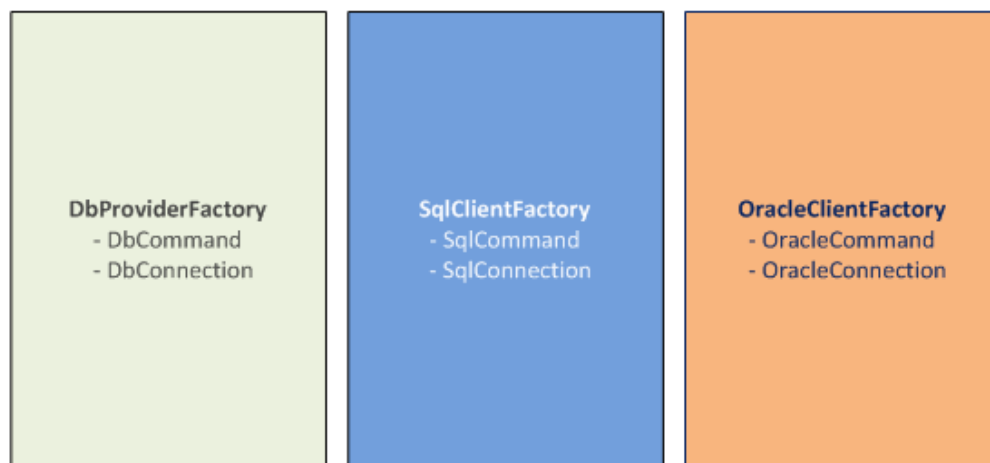 DbProviderFactory
- DbCommand
- DbConnection
SqlClientFactory
- SqlCommand
- SqlConnection
OracleClientFactory
- OracleCommand
- OracleConnection